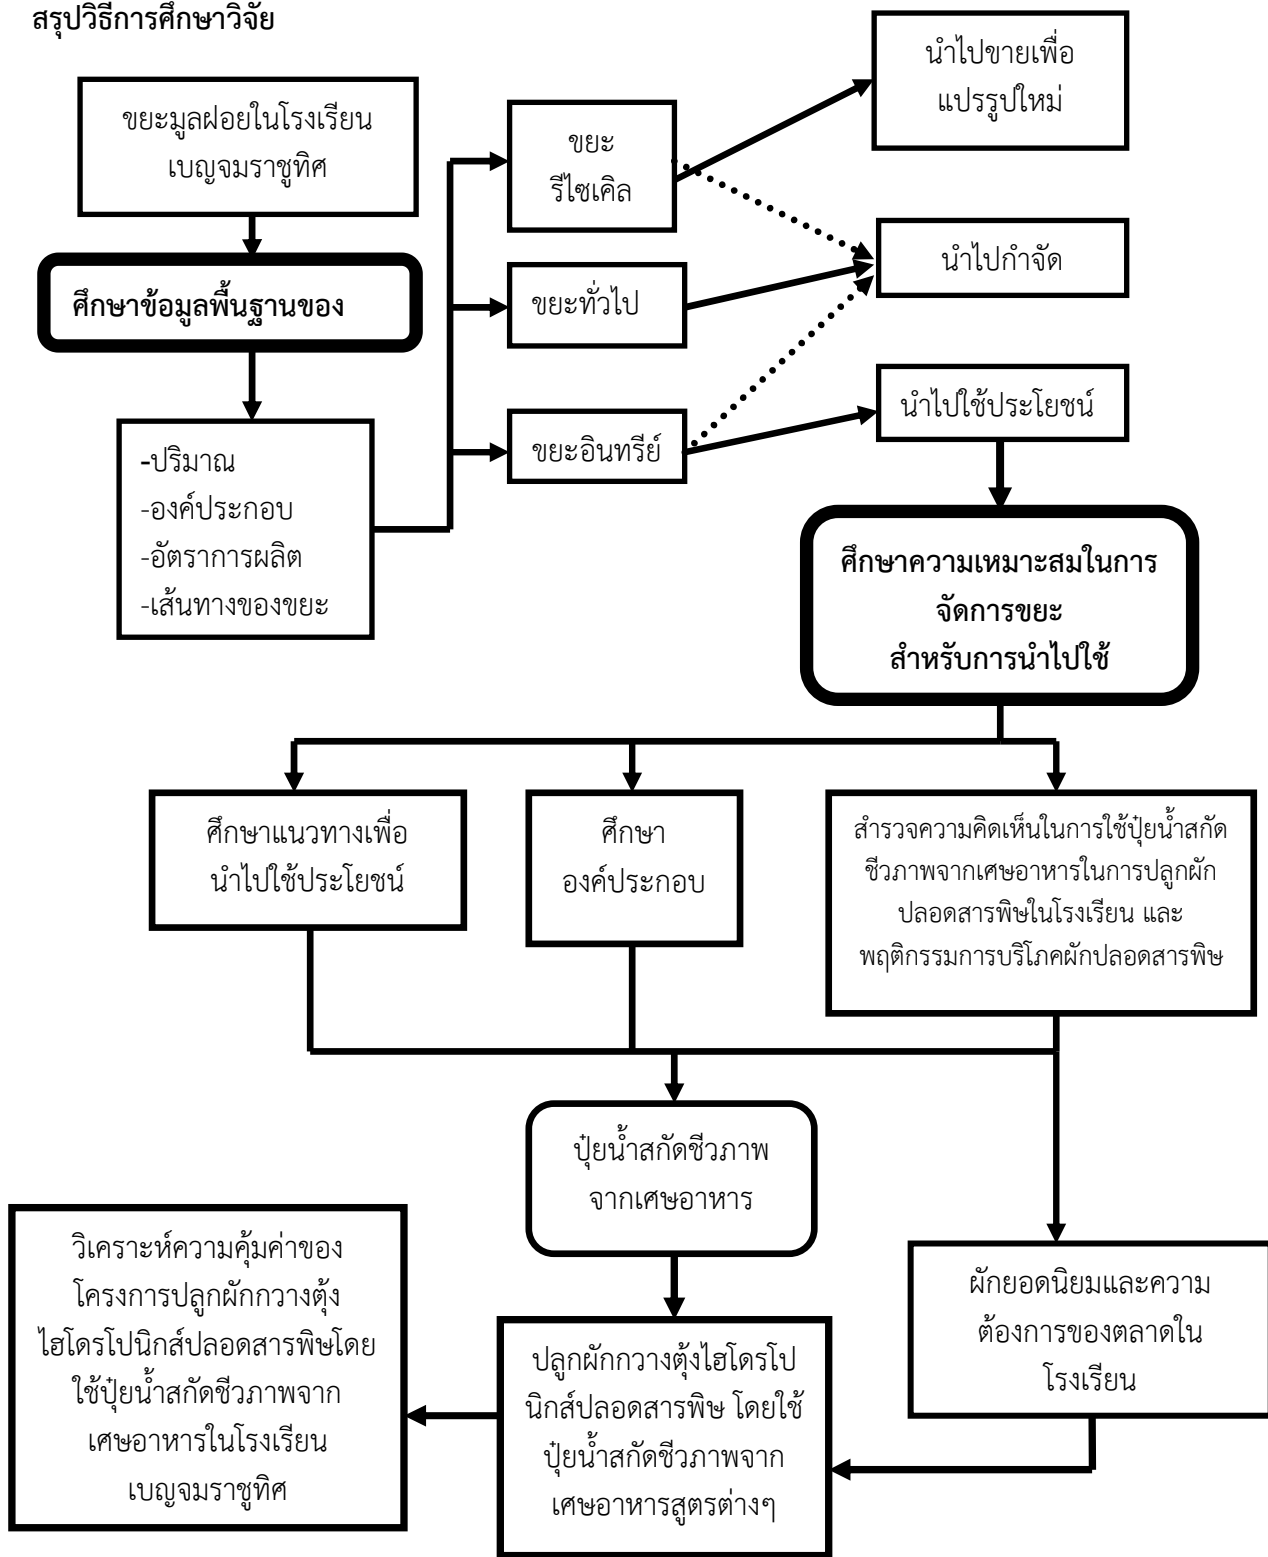 สรุปวิธีการศึกษาวิจัย
ขยะมูลฝอยในโรงเรียน
เบญจมราชูทิศ
ศึกษาข้อมูลพื้นฐานของ
-ปริมาณ
-องค์ประกอบ
-อัตราการผลิต
-เส้นทางของขยะ
ขยะ
รีไซเคิล
ขยะทั่วไป
ขยะอินทรีย์
นำไปขายเพื่อ
แปรรูปใหม่
นำไปกำจัด
นำไปใช้ประโยชน์
ศึกษาความเหมาะสมในการ
จัดการขยะ
สำหรับการนำไปใช้
ศึกษาแนวทางเพื่อ
นำไปใช้ประโยชน์
ศึกษา
องค์ประกอบ
สำรวจความคิดเห็นในการใช้ปุ๋ยน้ำสกัด
ชีวภาพจากเศษอาหารในการปลูกผัก
ปลอดสารพิษในโรงเรียน และ
พฤติกรรมการบริโภคผักปลอดสารพิษ
ปุ๋ยน้ำสกัดชีวภาพ
จากเศษอาหาร
ผักยอดนิยมและความ
ต้องการของตลาดใน
โรงเรียน
ปลูกผักกวางตุ้งไฮโดรโป
นิกส์ปลอดสารพิษ โดยใช้
ปุ๋ยน้ำสกัดชีวภาพจาก
เศษอาหารสูตรต่างๆ
วิเคราะห์ความคุ้มค่าของ
โครงการปลูกผักกวางตุ้ง
ไฮโดรโปนิกส์ปลอดสารพิษโดย
ใช้ปุ๋ยน้ำสกัดชีวภาพจาก
เศษอาหารในโรงเรียน
เบญจมราชูทิศ